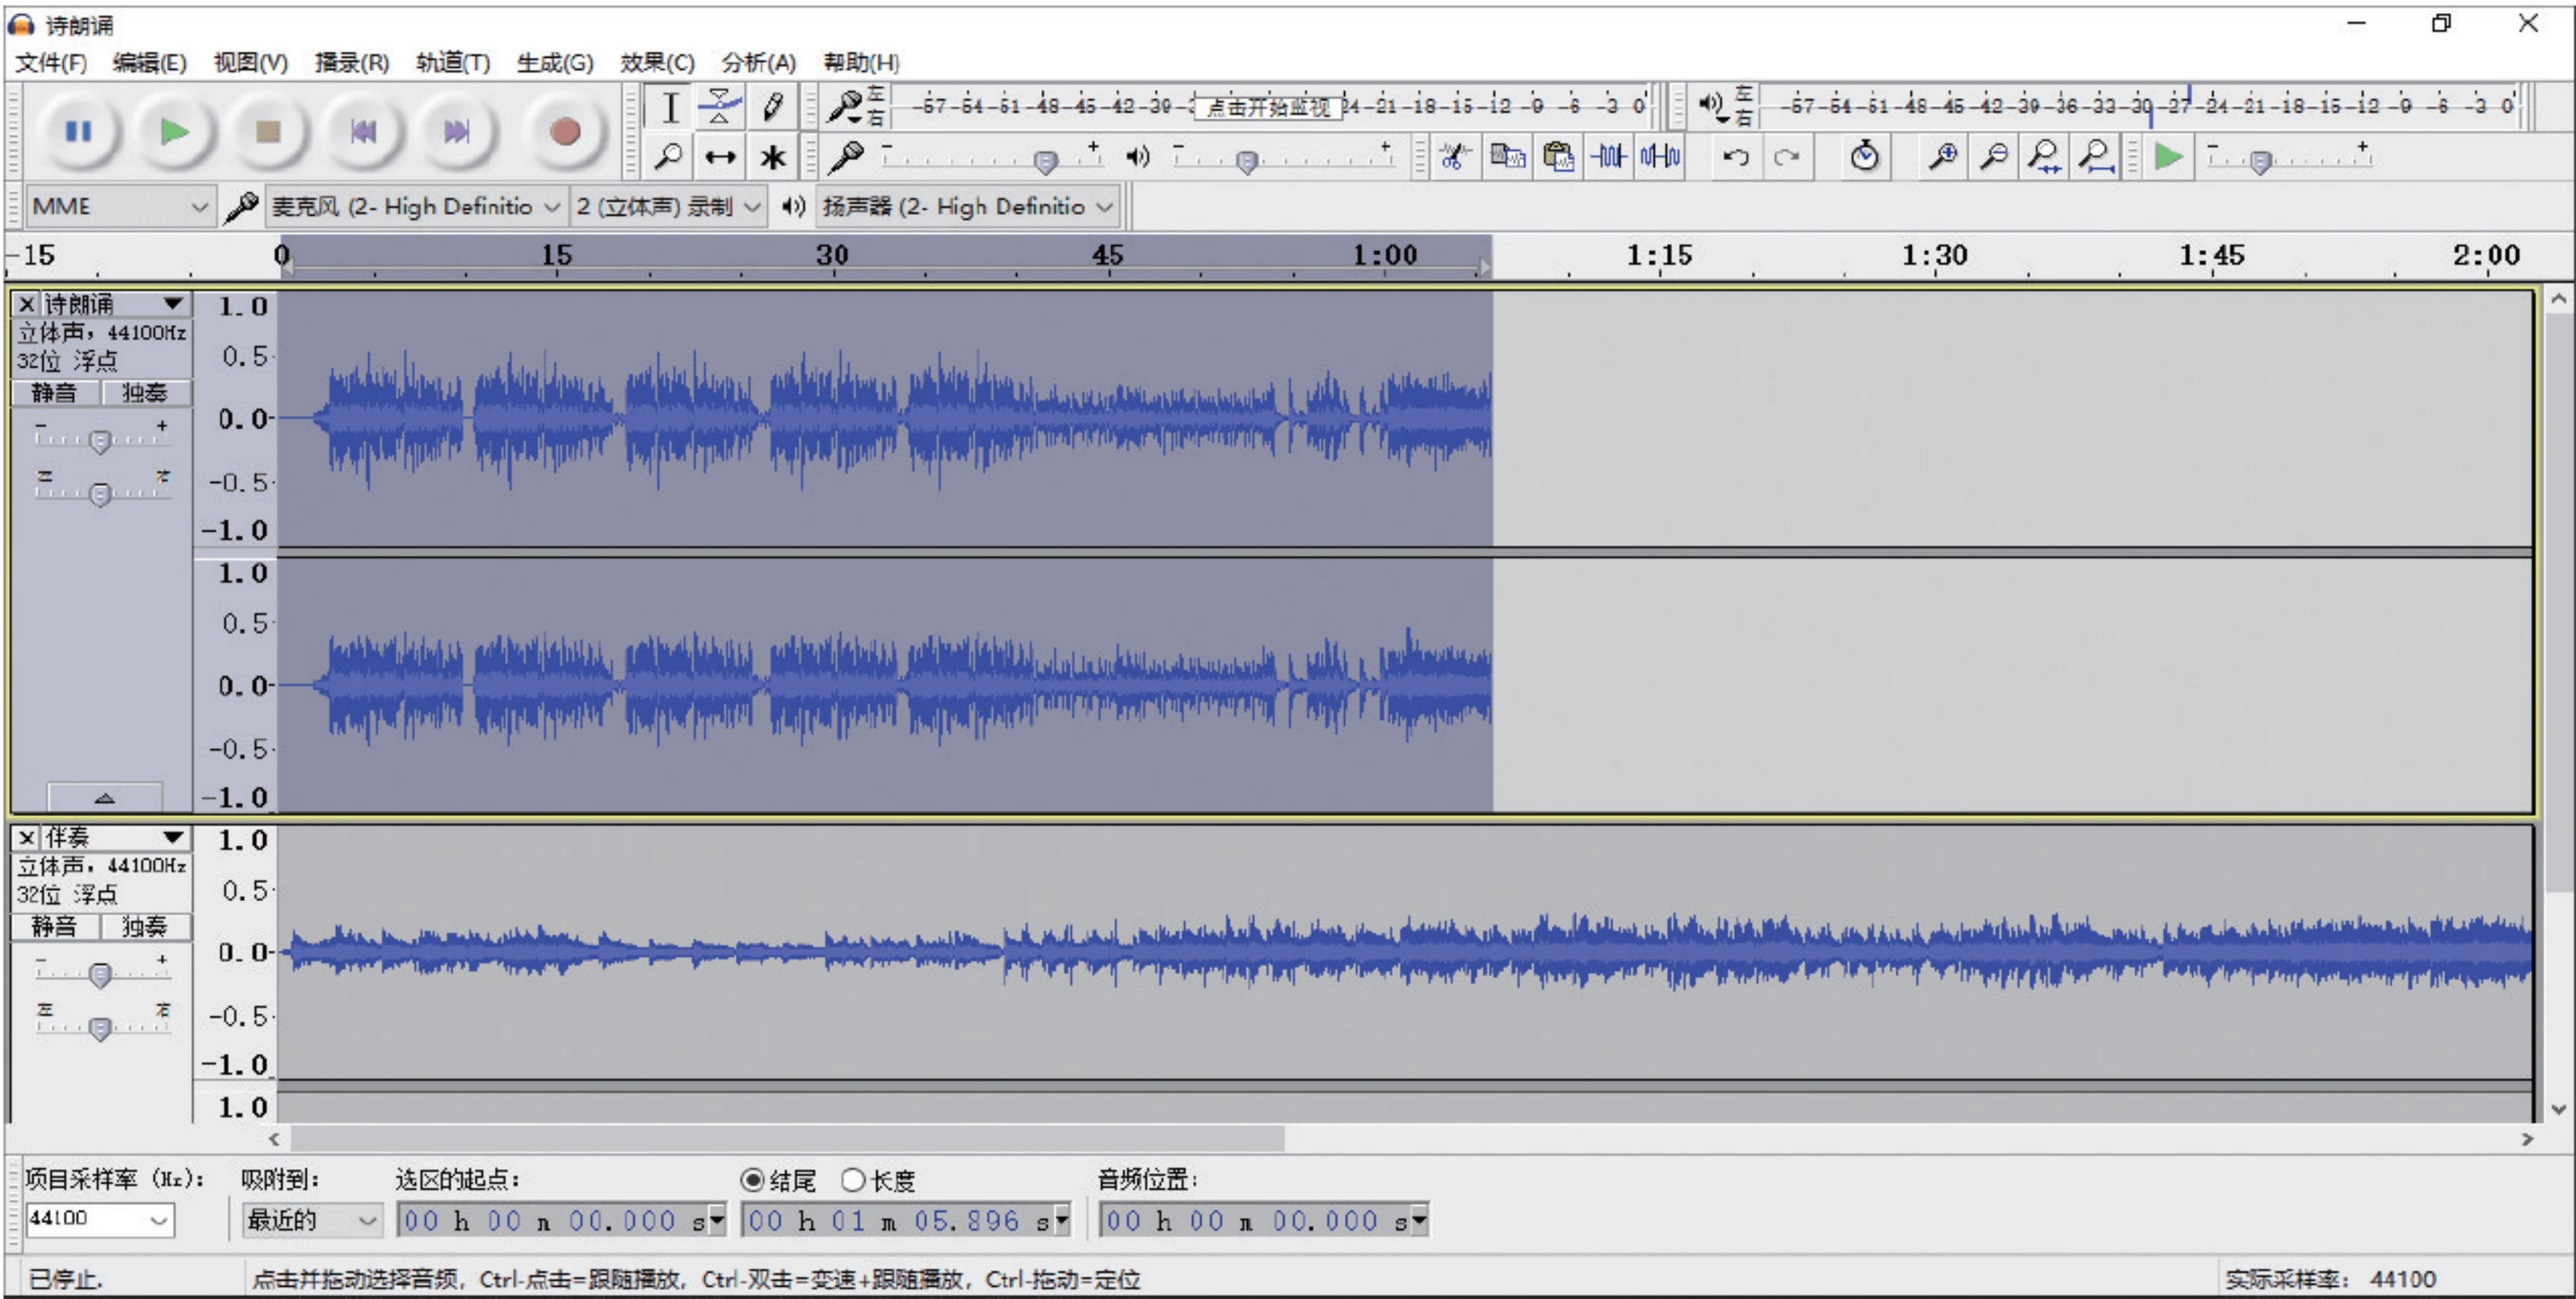 诗朗诵
文件(F) 编辑(E) 视图(V) 播录(R) 轨道(T) 生成(G) 效果(C) 分析(A) 帮助(H)
左 右 -57 -54 -51 -48 -45 -42 -39 点击开始监视 -21 -18 -15 -12 -9 -6 -3 0 左 右 -57 -54 -51 -48 -45 -42 -39 -36 -33 -30 -27 -24 -21 -18 -15 -12 -9 -6 -3 0
MME 麦克风 (2- High Definitio 2 (立体声) 录制 扬声器 (2- High Definitio
-15 0 15 30 45 1:00 1:15 1:30 1:45 2:00
X 诗朗诵 1.0
立体声, 44100Hz
32位 浮点 0.5
静音 独奏
- + 0.0
左 右 -0.5
-1.0
1.0
0.5
0.0
-0.5
-1.0
X 伴奏 1.0
立体声, 44100Hz
32位 浮点 0.5
静音 独奏
- + 0.0
左 右 -0.5
-1.0
1.0
项目采样率 (Hz): 吸附到: 选区的起点: 结尾 长度 音频位置:
44100 最近的 00 h 00 m 00.000 s 00 h 01 m 05.896 s 00 h 00 m 00.000 s
已停止. 点击并拖动选择音频, Ctrl-点击=跟随播放, Ctrl-双击=变速+跟随播放, Ctrl-拖动=定位 实际采样率: 44100